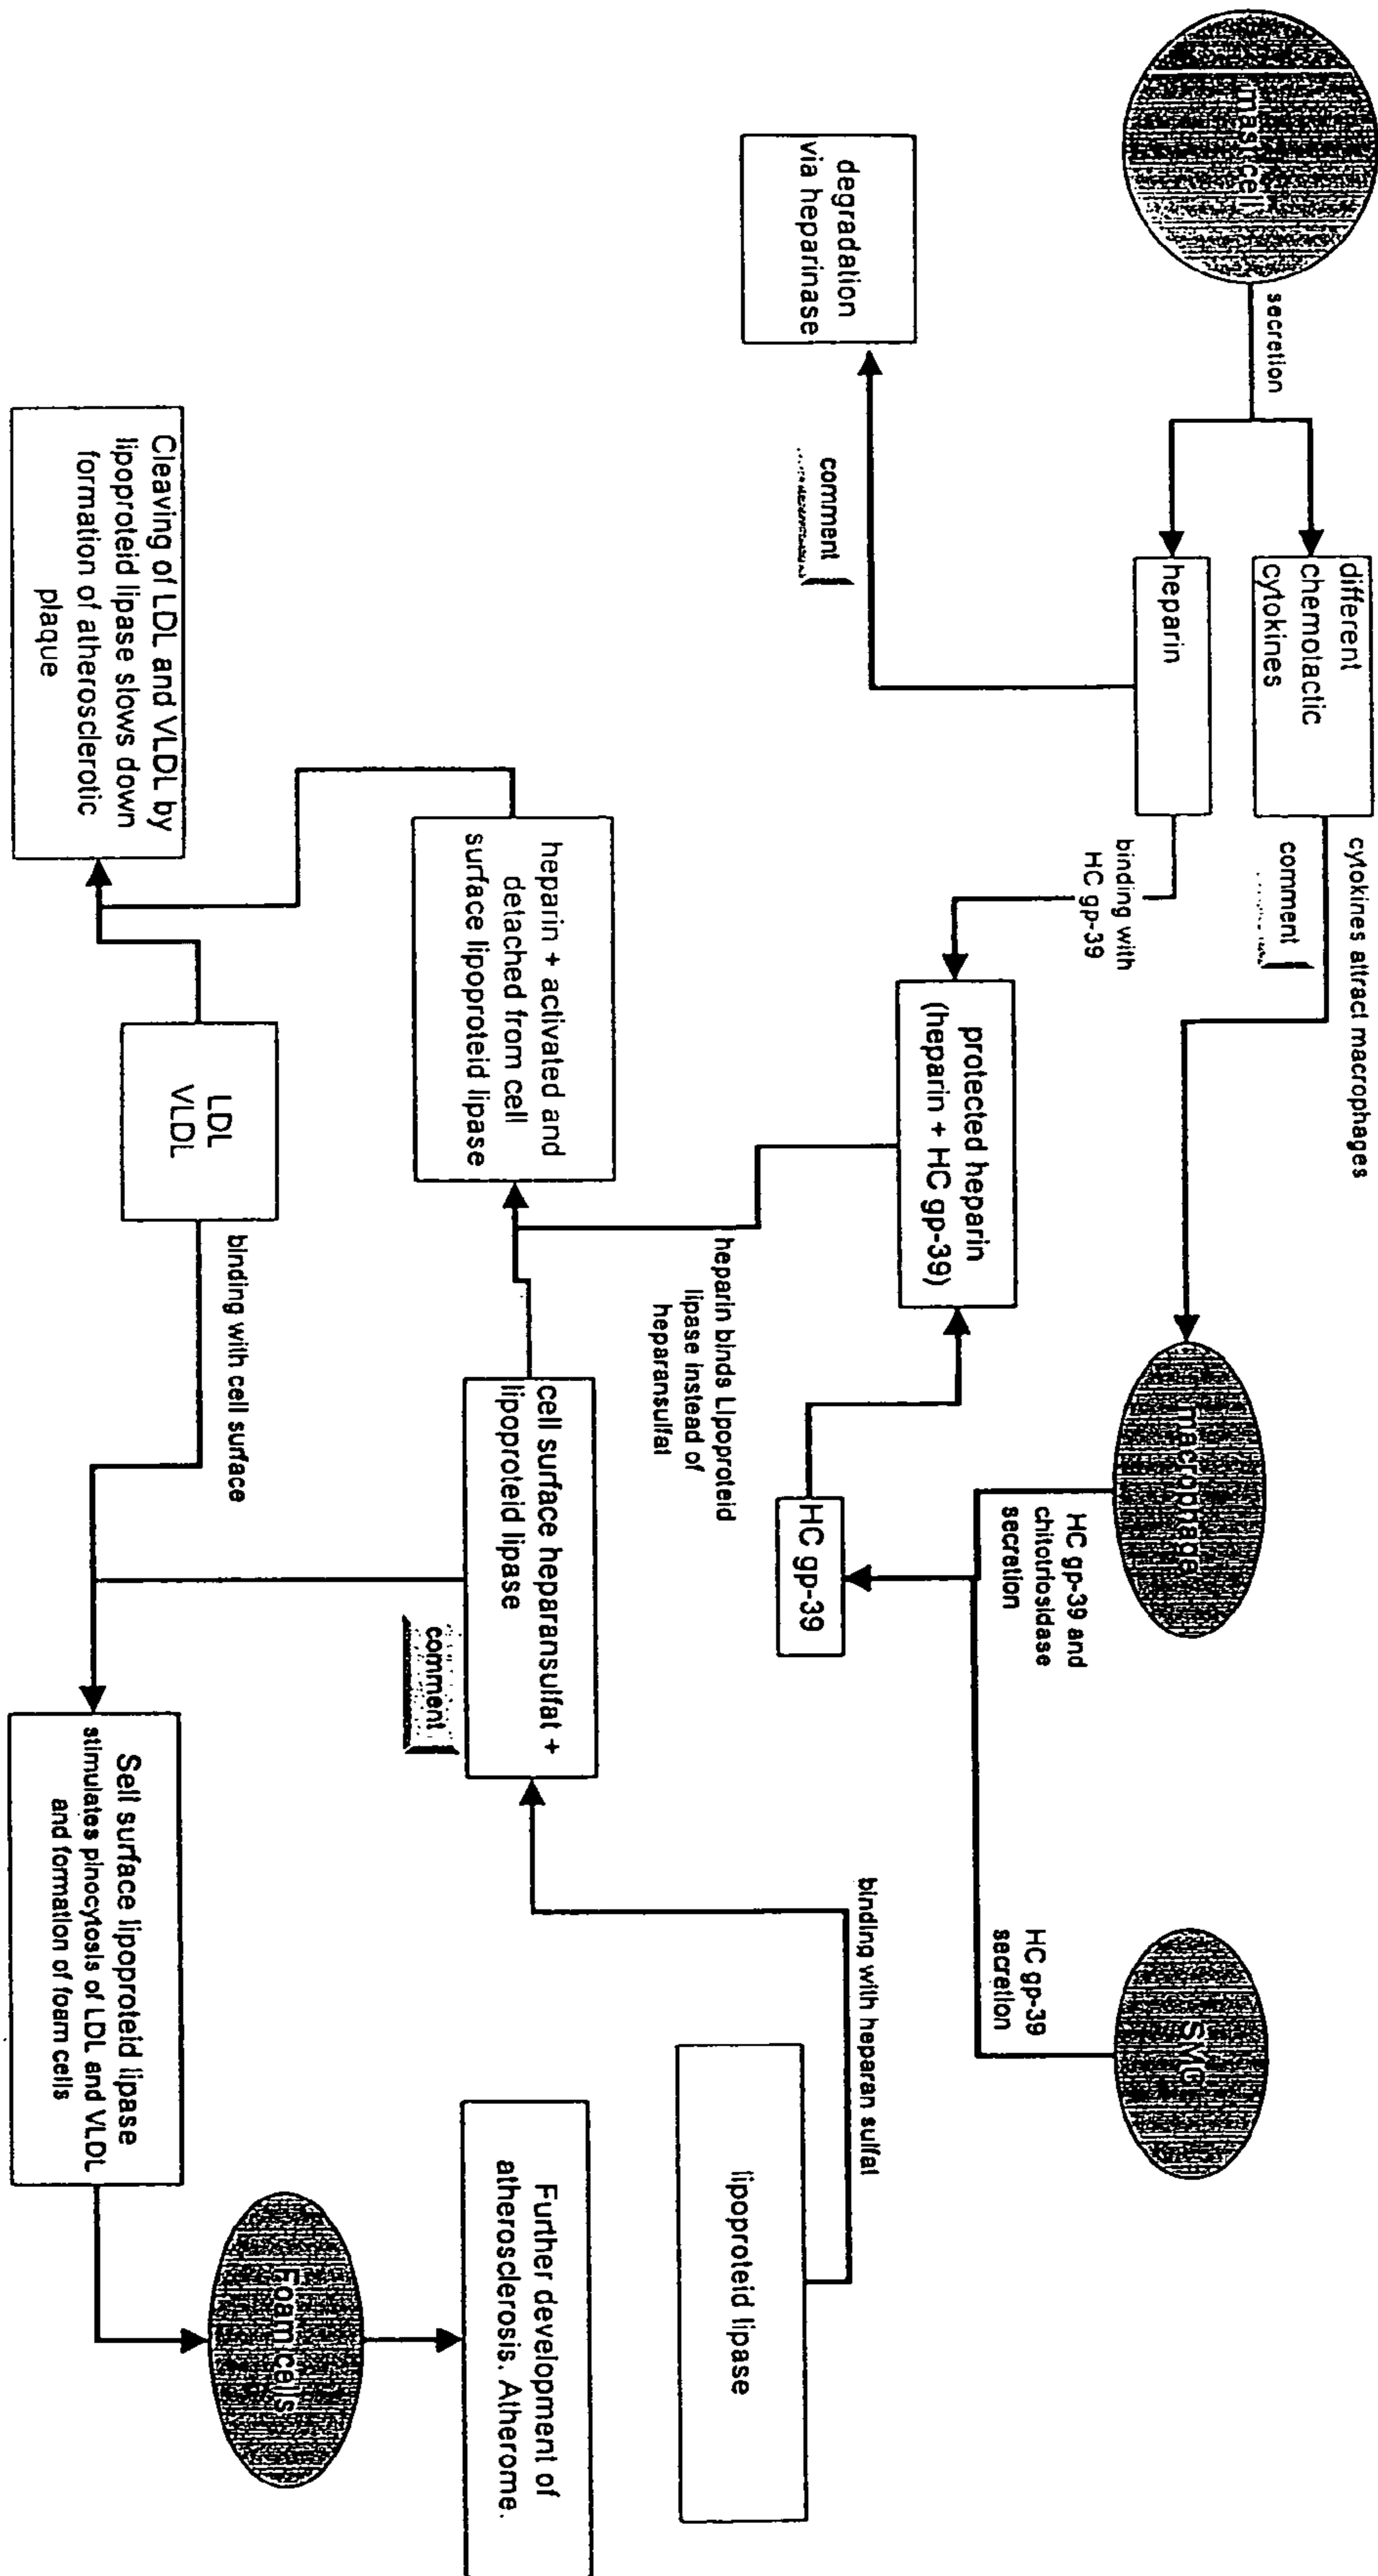 mast cell
secretion
different
chemotactic
cytokines
heparin
cytokines attract macrophages
comment
macrophage
SMC
binding with
HC gp-39
HC gp-39 and
chitotriosidase
secretion
HC gp-39
secretion
degradation
via heparinase
comment
protected heparin
(heparin + HC gp-39)
HC gp-39
binding with heparan sulfat
heparin binds Lipoproteid
lipase instead of
heparansulfat
lipoproteid lipase
heparin + activated and
detached from cell
surface lipoproteid lipase
cell surface heparansulfat +
lipoproteid lipase
comment
Further development of
atherosclerosis. Atherome.
LDL
VLDL
binding with cell surface
Foam cells
Cleaving of LDL and VLDL by
lipoproteid lipase slows down
formation of atherosclerotic
plaque
Sell surface lipoproteid lipase
stimulates pinocytosis of LDL and VLDL
and formation of foam cells